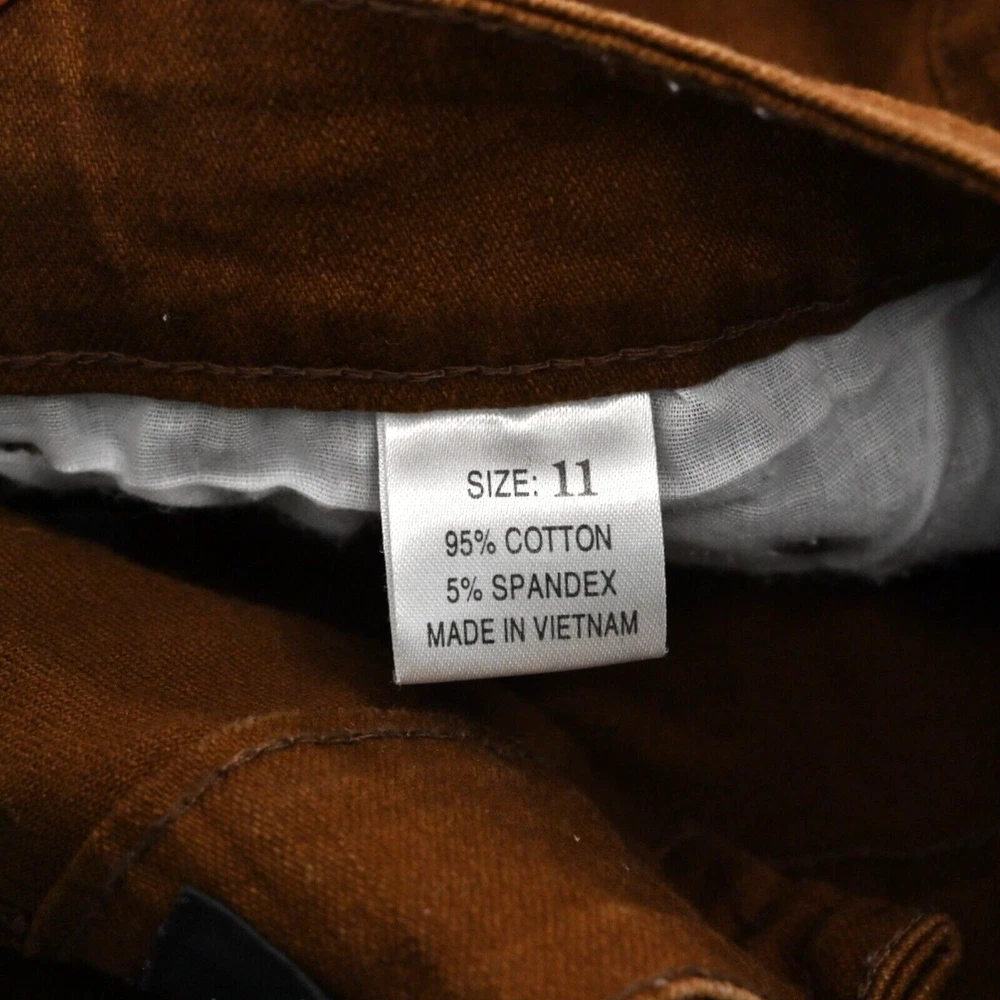 SIZE: 11
95% COTTON
5% SPANDEX
MADE IN VIETNAM